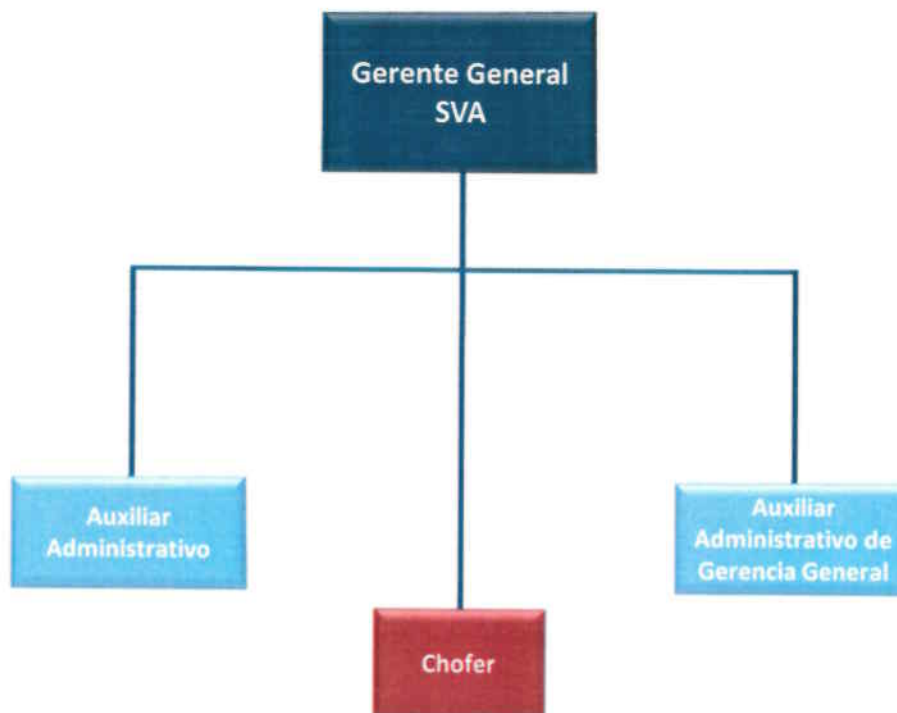 Gerente General
SVA
Auxiliar
Administrativo
Auxiliar
Administrativo de
Gerencia General
Chofer